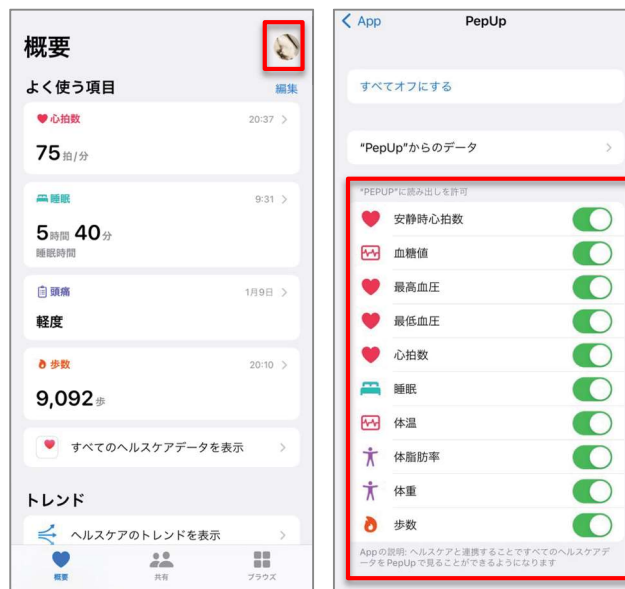 概要
よく使う項目
編集
心拍数
20:37
75拍/分
睡眠
9:31
5時間 40分
睡眠時間
頭痛
1月9日
軽度
歩数
20:10
9,092歩
すべてのヘルスケアデータを表示
トレンド
ヘルスケアのトレンドを表示
概要
共有
ブラウズ
App
PepUp
すべてオフにする
"PepUp"からのデータ
"PEPUP"に読み出しを許可
安静時心拍数
血糖値
最高血圧
最低血圧
心拍数
睡眠
体温
体脂肪率
体重
歩数
Appの説明: ヘルスケアと連携することですべてのヘルスケアデ
ータをPepUpで見ることができるようになります